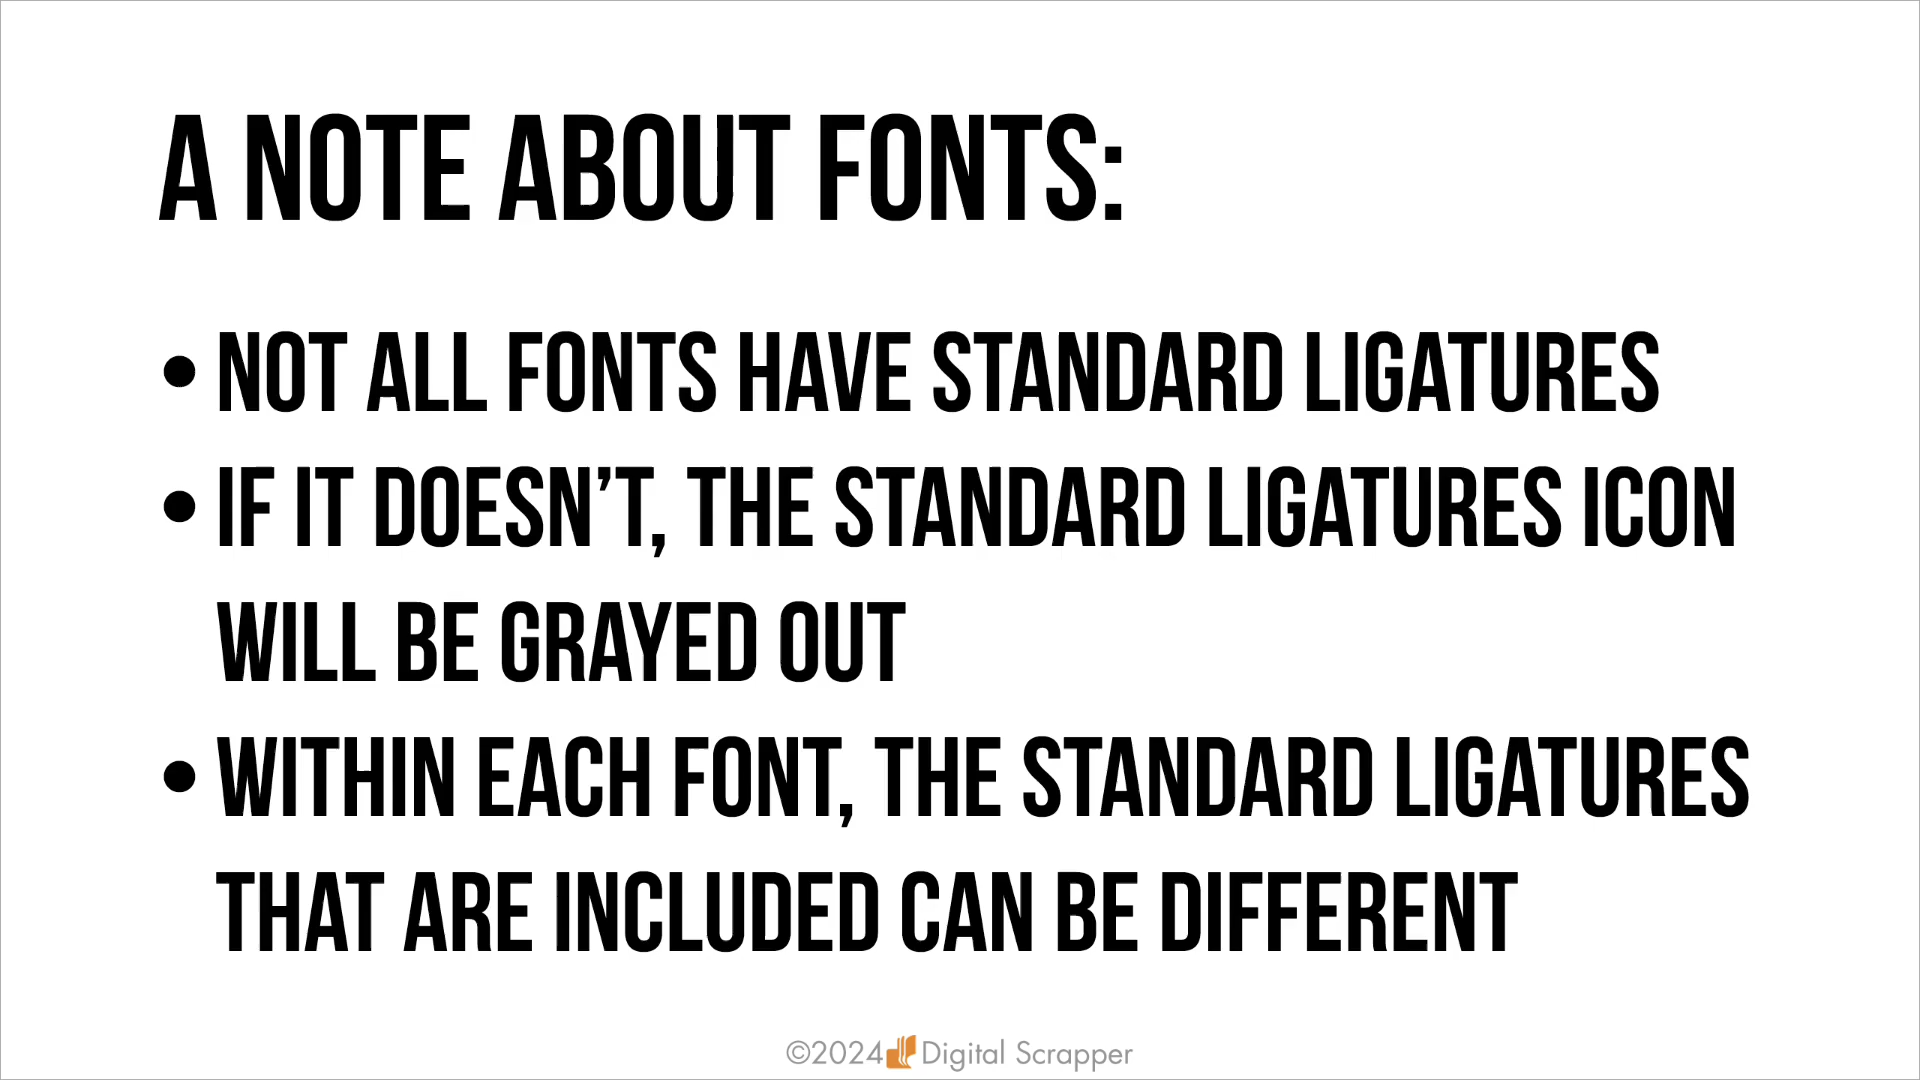 A NOTE ABOUT FONTS:
• NOT ALL FONTS HAVE STANDARD LIGATURES
• IF IT DOESN’T, THE STANDARD LIGATURES ICON
WILL BE GRAYED OUT
• WITHIN EACH FONT, THE STANDARD LIGATURES
THAT ARE INCLUDED CAN BE DIFFERENT
©2024 Digital Scrapper